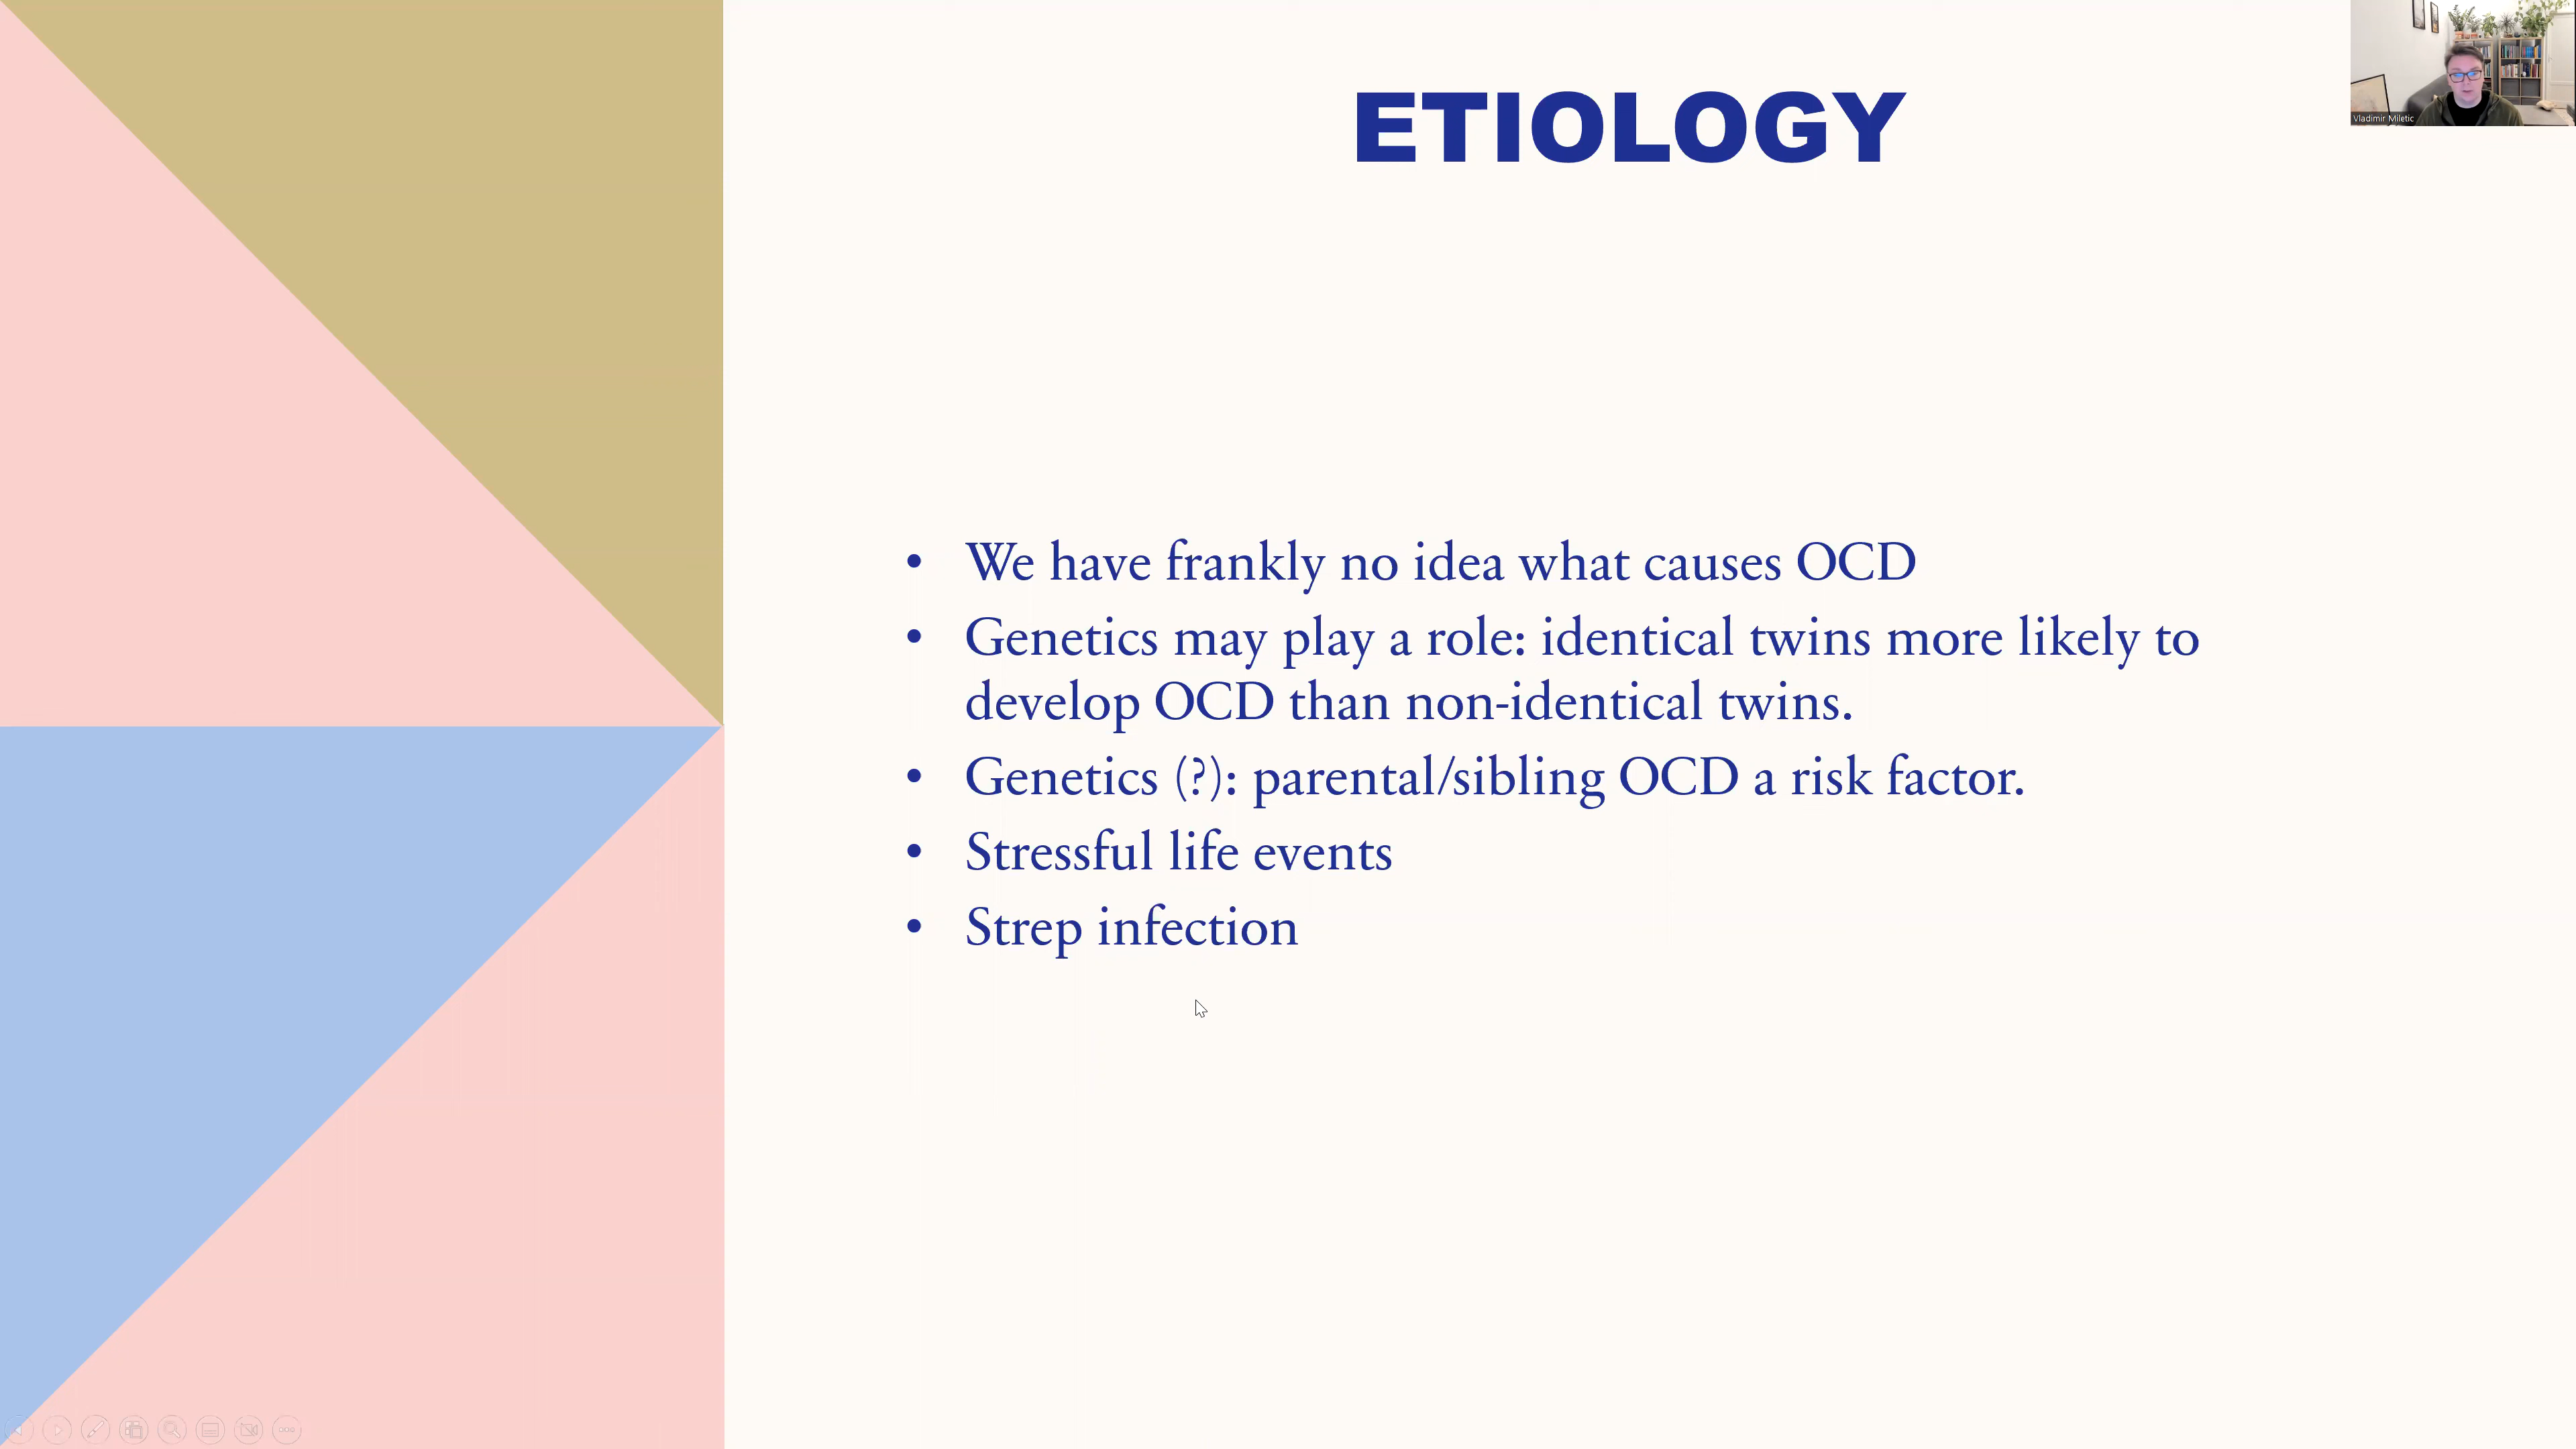 ETIOLOGY
Vladimir Miletic
• We have frankly no idea what causes OCD
• Genetics may play a role: identical twins more likely to
develop OCD than non-identical twins.
• Genetics (?): parental/sibling OCD a risk factor.
• Stressful life events
• Strep infection